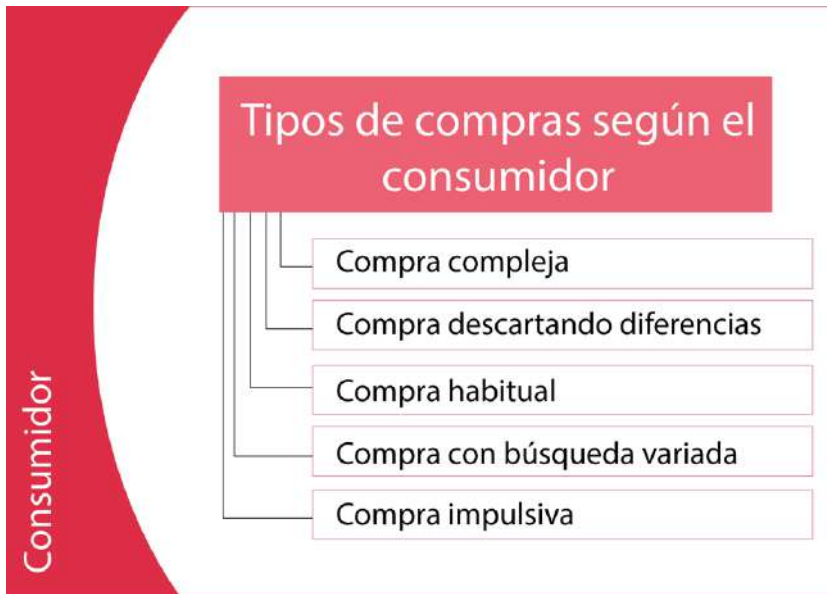 Tipos de compras según el
consumidor
Compra compleja
Compra descartando diferencias
Compra habitual
Compra con búsqueda variada
Compra impulsiva
Consumidor